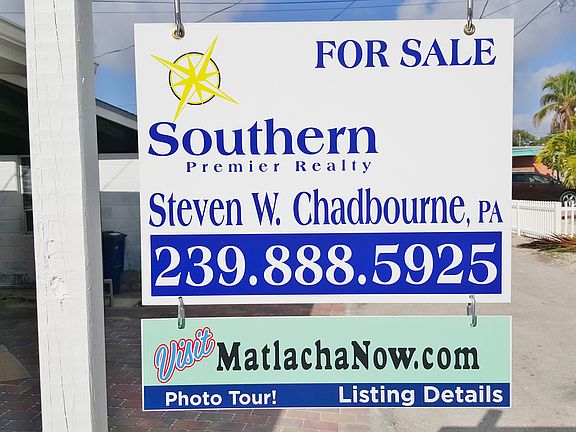 FOR SALE
Southern
Premier Realty
Steven W. Chadbourne, PA
239.888.5925
Visit MatlachaNow.com
Photo Tour! Listing Details